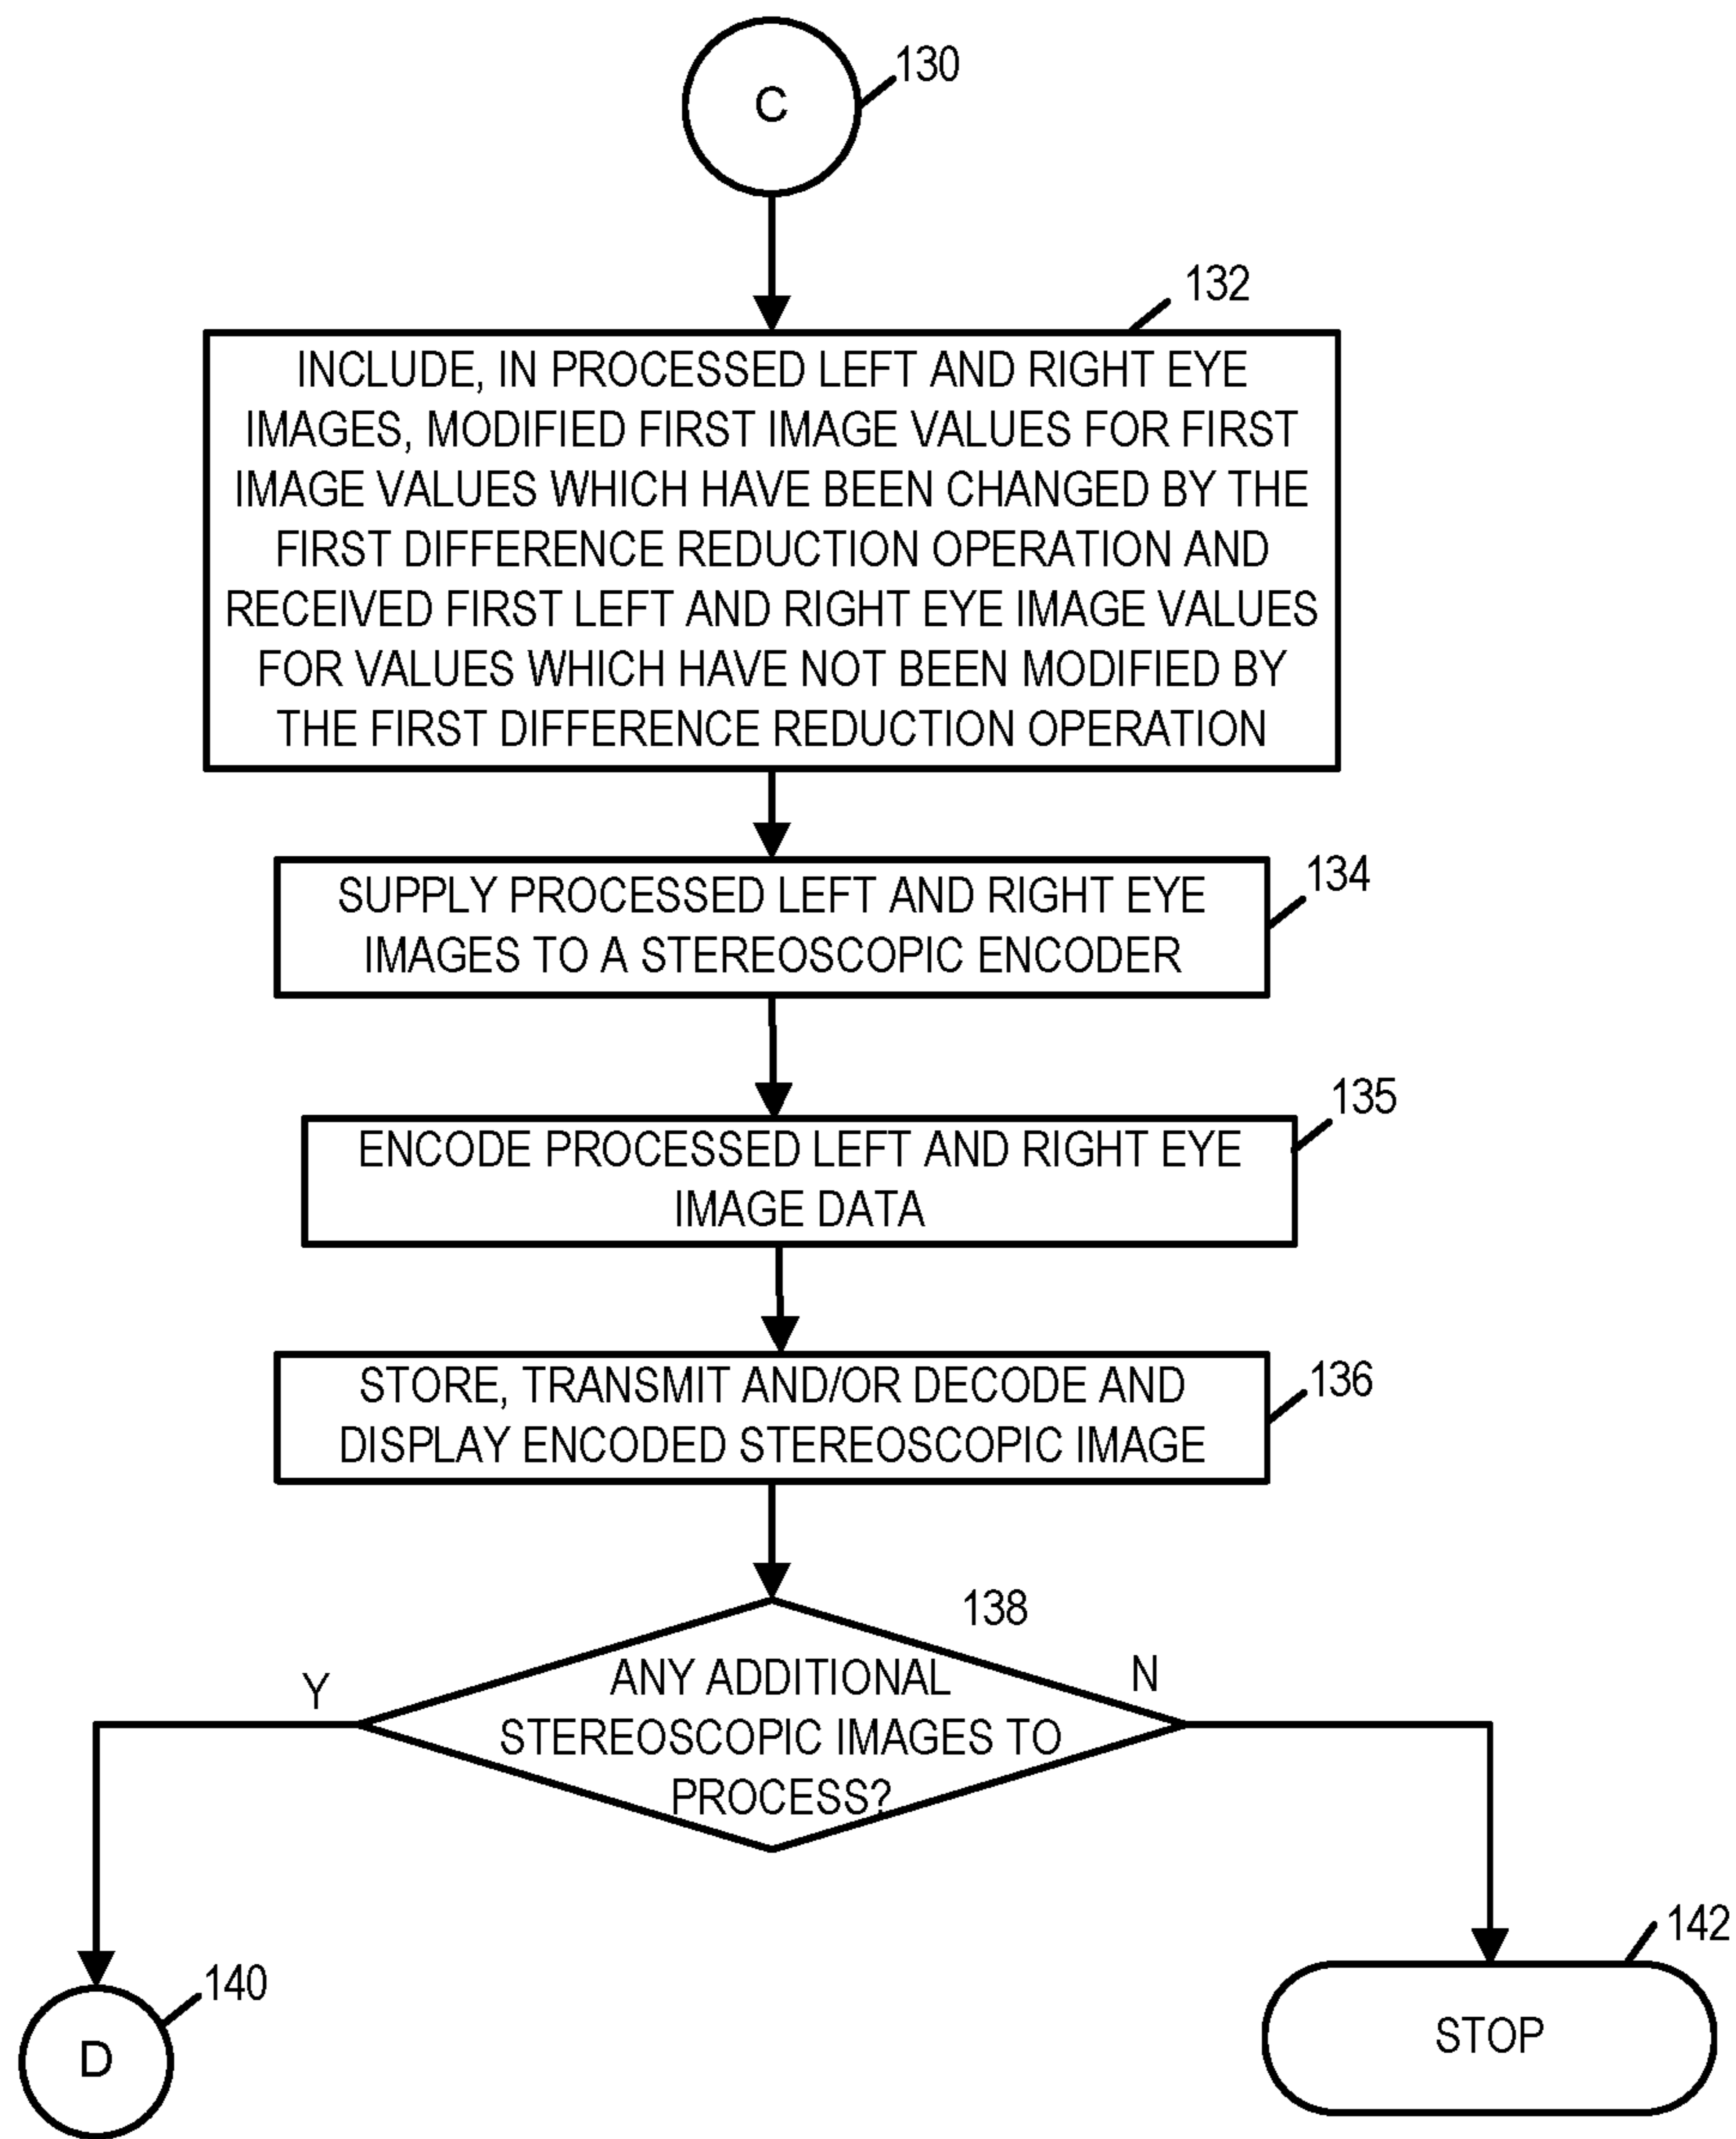 C
130
132
INCLUDE, IN PROCESSED LEFT AND RIGHT EYE
IMAGES, MODIFIED FIRST IMAGE VALUES FOR FIRST
IMAGE VALUES WHICH HAVE BEEN CHANGED BY THE
FIRST DIFFERENCE REDUCTION OPERATION AND
RECEIVED FIRST LEFT AND RIGHT EYE IMAGE VALUES
FOR VALUES WHICH HAVE NOT BEEN MODIFIED BY
THE FIRST DIFFERENCE REDUCTION OPERATION
134
SUPPLY PROCESSED LEFT AND RIGHT EYE
IMAGES TO A STEREOSCOPIC ENCODER
135
ENCODE PROCESSED LEFT AND RIGHT EYE
IMAGE DATA
136
STORE, TRANSMIT AND/OR DECODE AND
DISPLAY ENCODED STEREOSCOPIC IMAGE
138
Y
N
ANY ADDITIONAL
STEREOSCOPIC IMAGES TO
PROCESS?
140
D
142
STOP